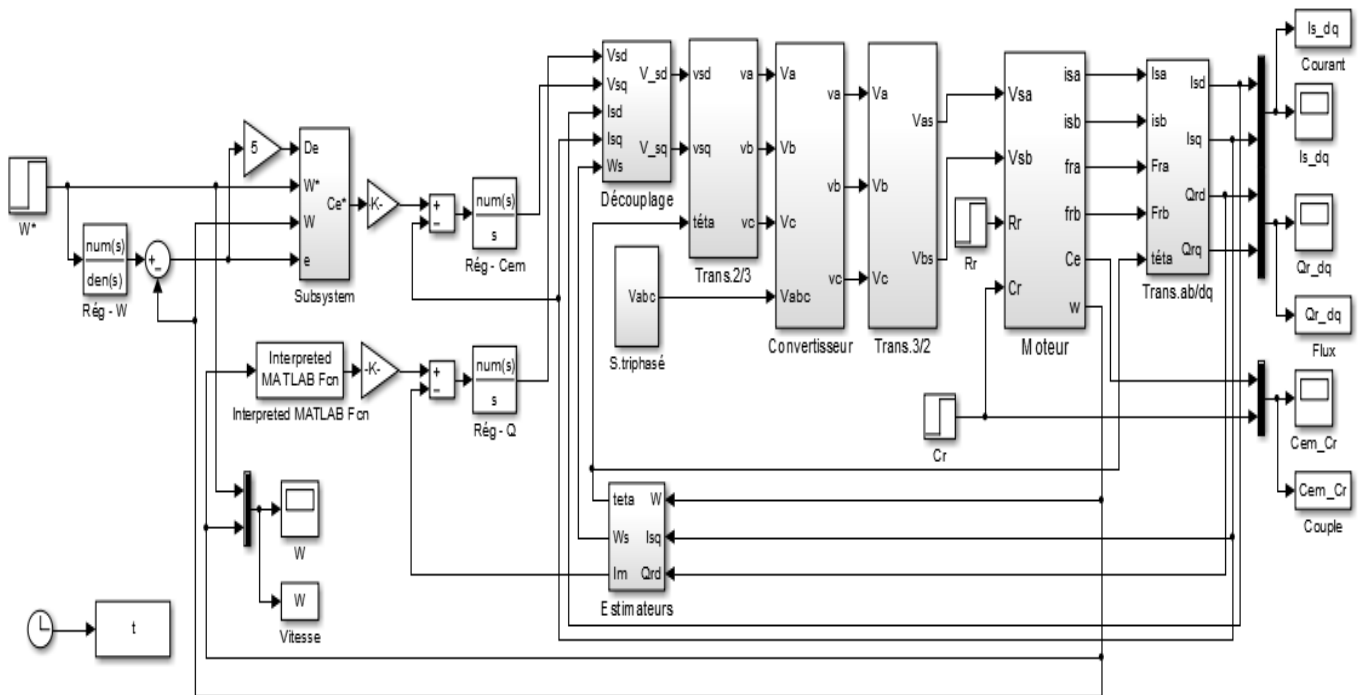 W*
num(s)
den(s)
Rég - W
+
-
5
De
W*
W
e
Ce*
Subsystem
-K-
+
-
num(s)
s
Rég - Cem
Interpreted
MATLAB Fcn
Interpreted MATLAB Fcn
-K-
+
-
num(s)
s
Rég - Q
W
W
Vitesse
t
Vsd
Vsq
Isd
Isq
Ws
V_sd
V_sq
Découplage
vsd
vsq
téta
va
vb
vc
Trans.2/3
Vabc
S.triphasé
Va
Vb
Vc
Vabc
va
vb
vc
Convertisseur
Va
Vb
Vc
Vas
Vbs
Trans.3/2
Rr
Cr
Vsa
Vsb
Rr
Cr
isa
isb
fra
frb
Ce
w
Moteur
Isa
isb
Fra
Frb
téta
Isd
Isq
Qrd
Qrq
Trans.ab/dq
teta
Ws
Im
W
Isq
Qrd
Estimateurs
Is_dq
Courant
Is_dq
Qr_dq
Qr_dq
Flux
Cem_Cr
Cem_Cr
Couple